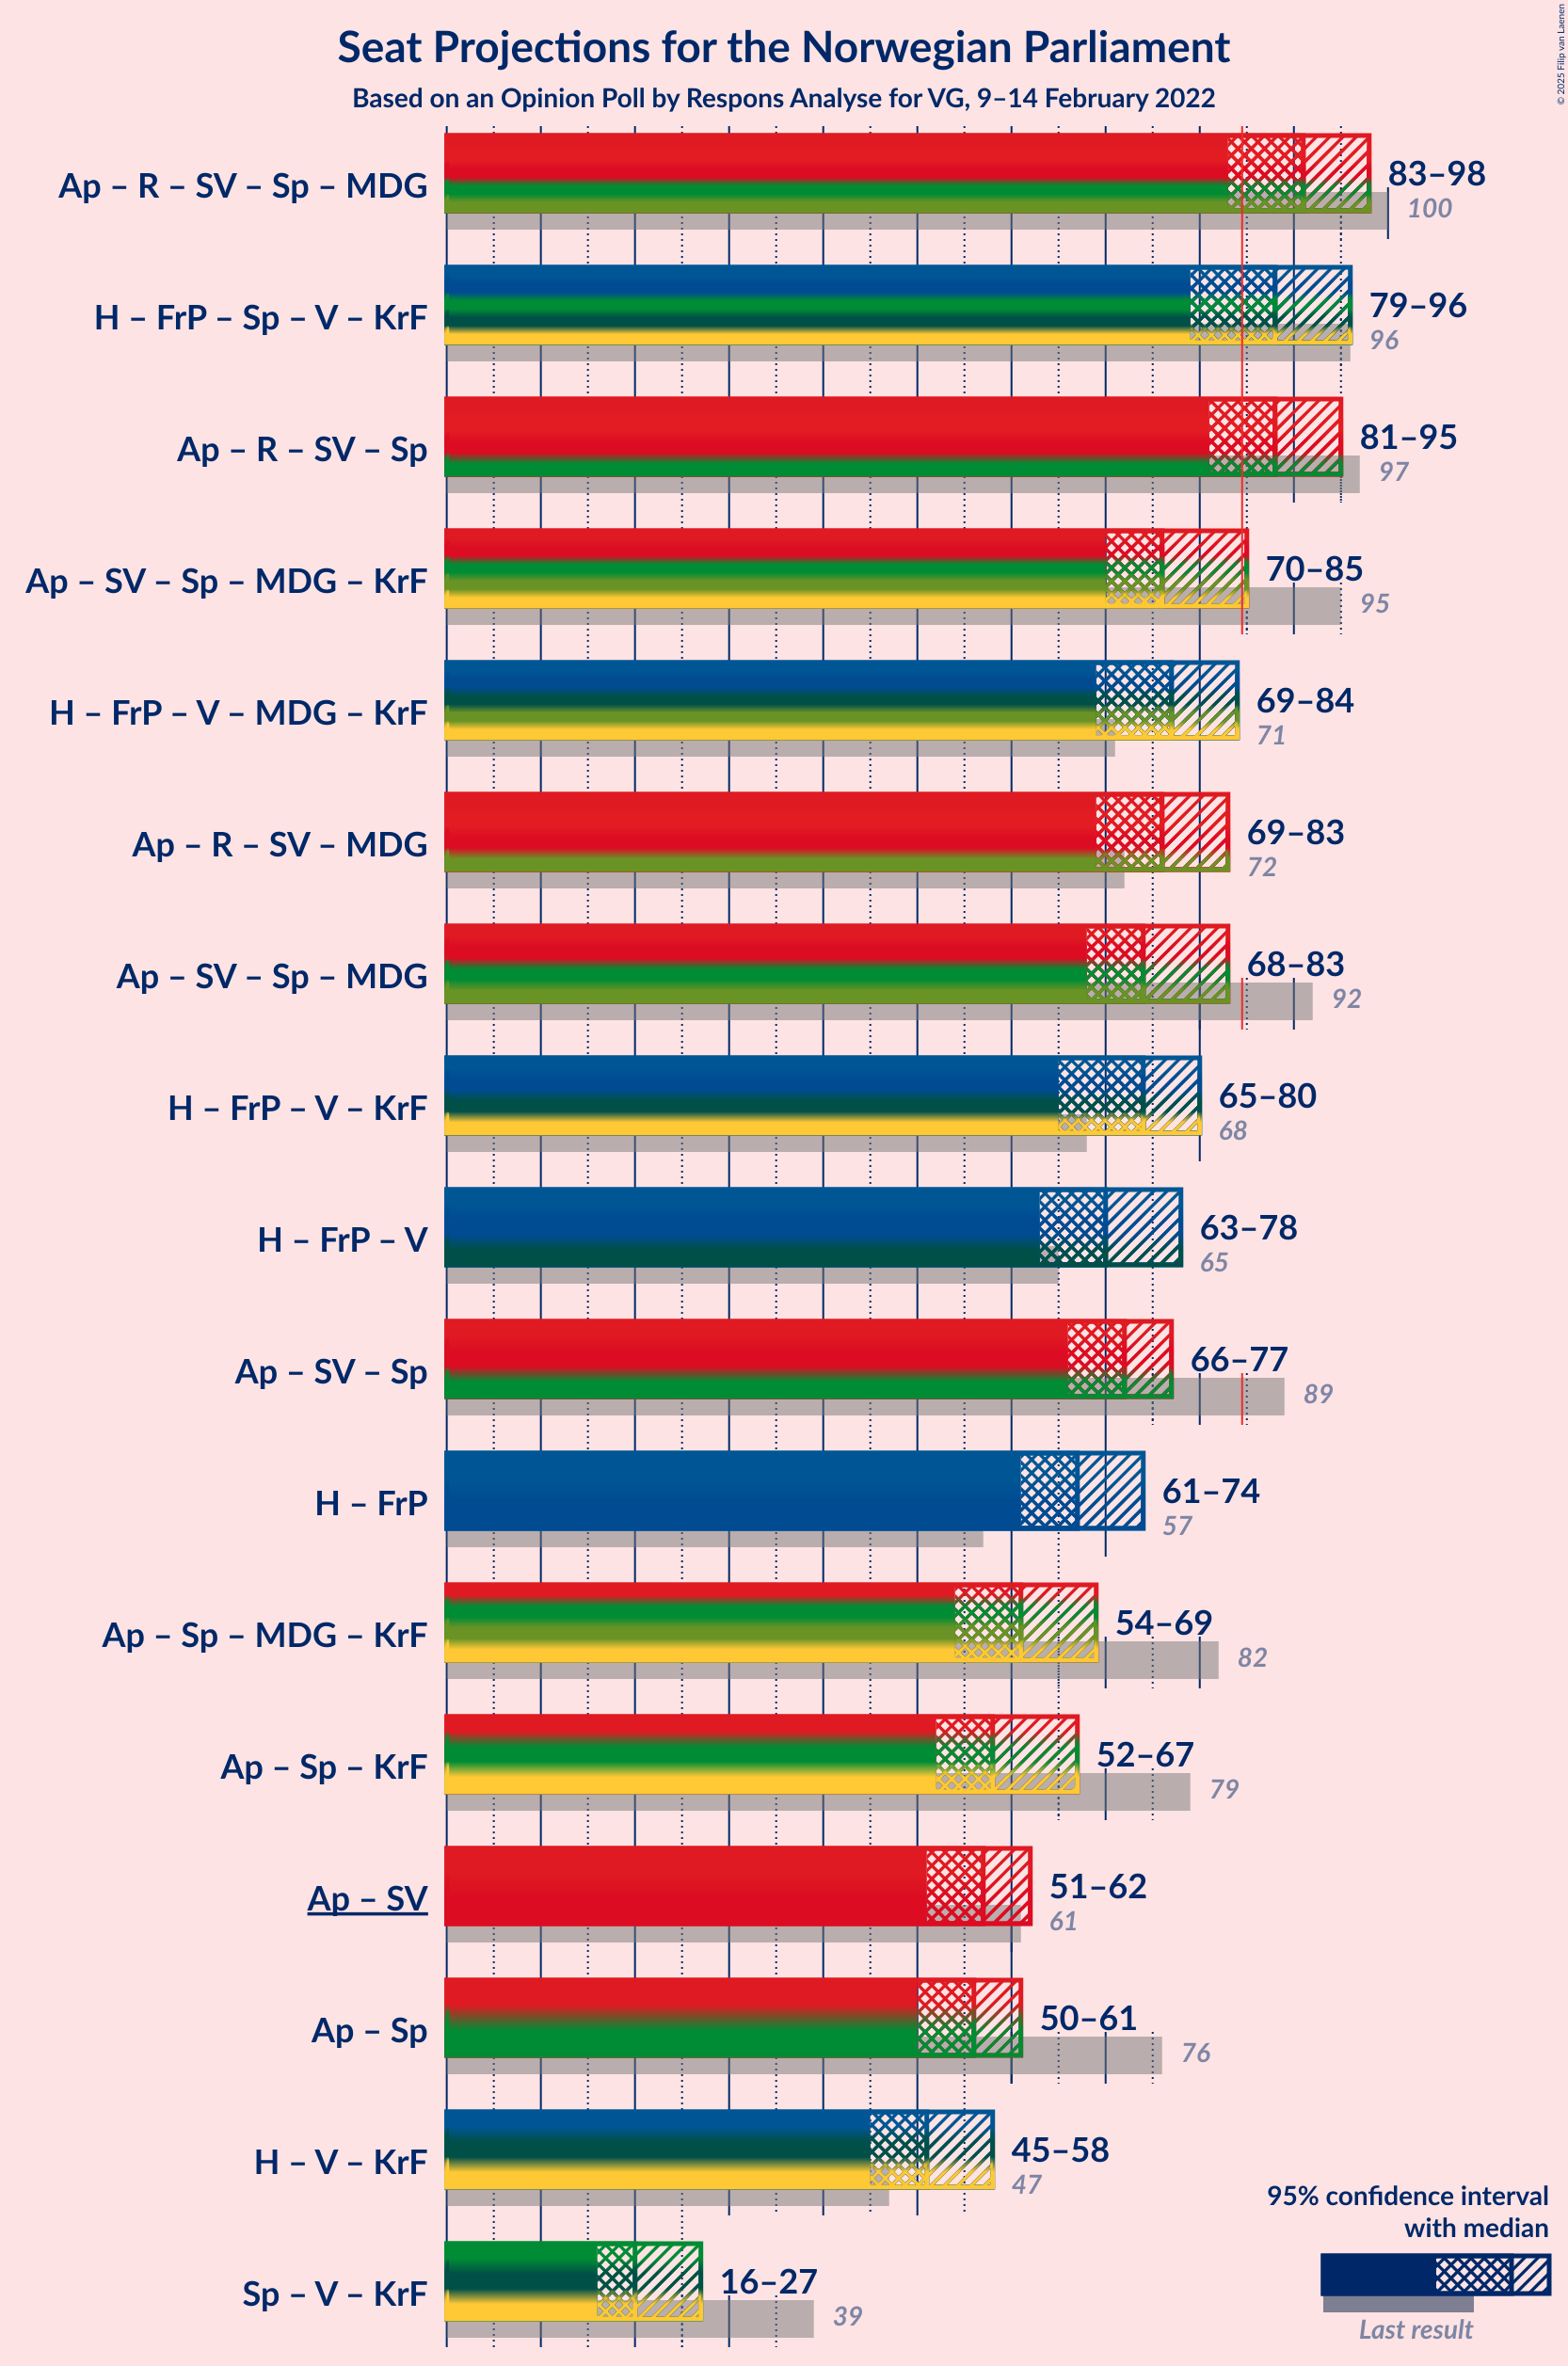 Seat Projections for the Norwegian Parliament
Based on an Opinion Poll by Respons Analyse for VG, 9–14 February 2022
© 2025 Filip van Laenen
Ap – R – SV – Sp – MDG
83–98
100
H – FrP – Sp – V – KrF
79–96
96
Ap – R – SV – Sp
81–95
97
Ap – SV – Sp – MDG – KrF
70–85
95
H – FrP – V – MDG – KrF
69–84
71
Ap – R – SV – MDG
69–83
72
Ap – SV – Sp – MDG
68–83
92
H – FrP – V – KrF
65–80
68
H – FrP – V
63–78
65
Ap – SV – Sp
66–77
89
H – FrP
61–74
57
Ap – Sp – MDG – KrF
54–69
82
Ap – Sp – KrF
52–67
79
Ap – SV
51–62
61
Ap – Sp
50–61
76
H – V – KrF
45–58
47
Sp – V – KrF
16–27
39
95% confidence interval
with median
Last result